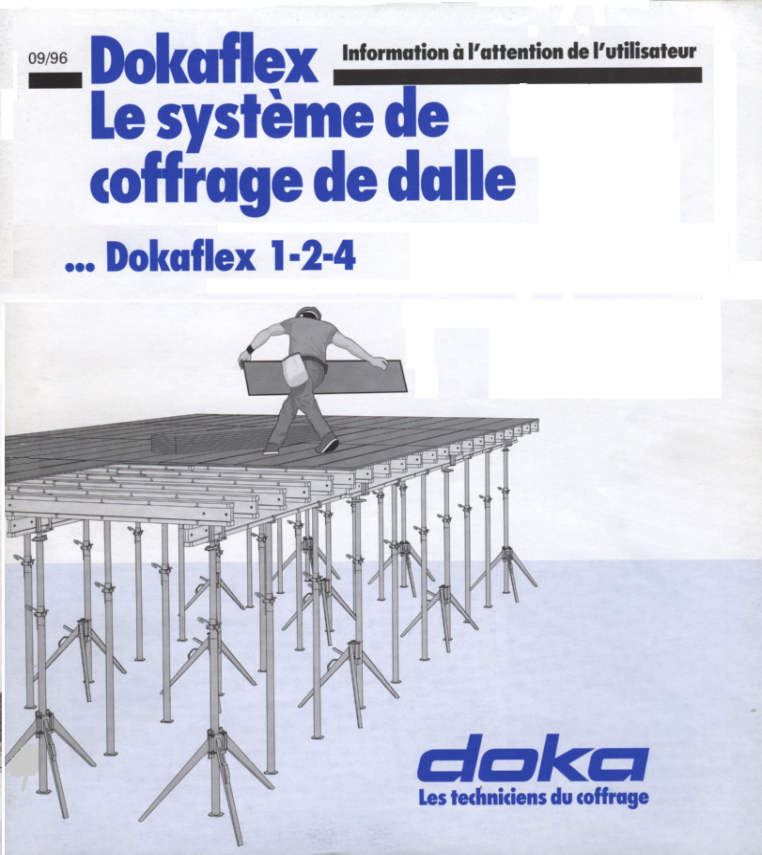 09/96
Dokaflex
Information à l'attention de l'utilisateur
Le système de
coffrage de dalle
... Dokaflex 1-2-4
doka
Les techniciens du coffrage